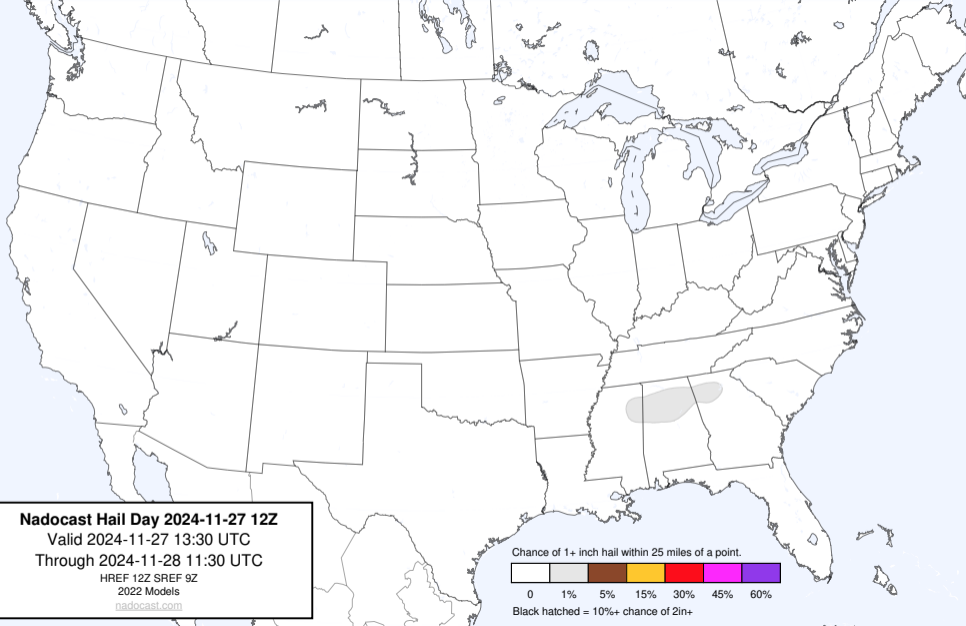 Nadocast Hail Day 2024-11-27 12Z
Valid 2024-11-27 13:30 UTC
Through 2024-11-28 11:30 UTC
HREF 12Z SREF 9Z
2022 Models
nadocast.com
Chance of 1+ inch hail within 25 miles of a point.
0 1% 5% 15% 30% 45% 60%
Black hatched = 10%+ chance of 2in+